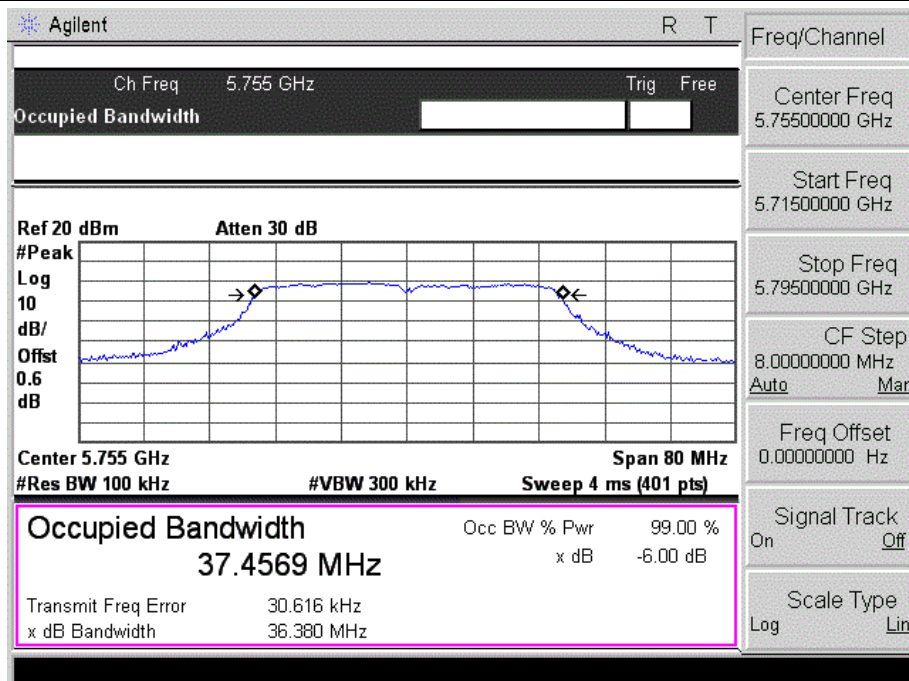 Agilent R T
Ch Freq 5.755 GHz Trig Free
Occupied Bandwidth
Ref 20 dBm Atten 30 dB
#Peak
Log
10
dB/
Offst
0.6
dB
Center 5.755 GHz Span 80 MHz
#Res BW 100 kHz #VBW 300 kHz Sweep 4 ms (401 pts)
Occupied Bandwidth
37.4569 MHz
Occ BW % Pwr 99.00 %
x dB -6.00 dB
Transmit Freq Error 30.616 kHz
x dB Bandwidth 36.380 MHz
Freq/Channel
Center Freq
5.75500000 GHz
Start Freq
5.71500000 GHz
Stop Freq
5.79500000 GHz
CF Step
8.00000000 MHz
Auto Mar
Freq Offset
0.00000000 Hz
Signal Track
On Off
Scale Type
Log Lin